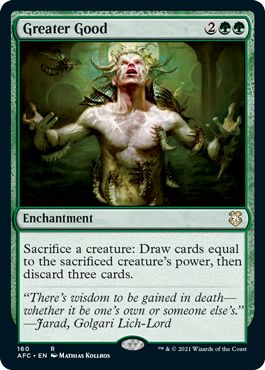 Greater Good 2
Enchantment
Sacrifice a creature: Draw cards equal
to the sacrificed creature's power, then
discard three cards.
“There's wisdom to be gained in death—
whether it be one's own or someone else's.”
—Jarad, Golgari Lich-Lord
160 R
AFC • EN Mathias Kollros ™ & © 2021 Wizards of the Coast